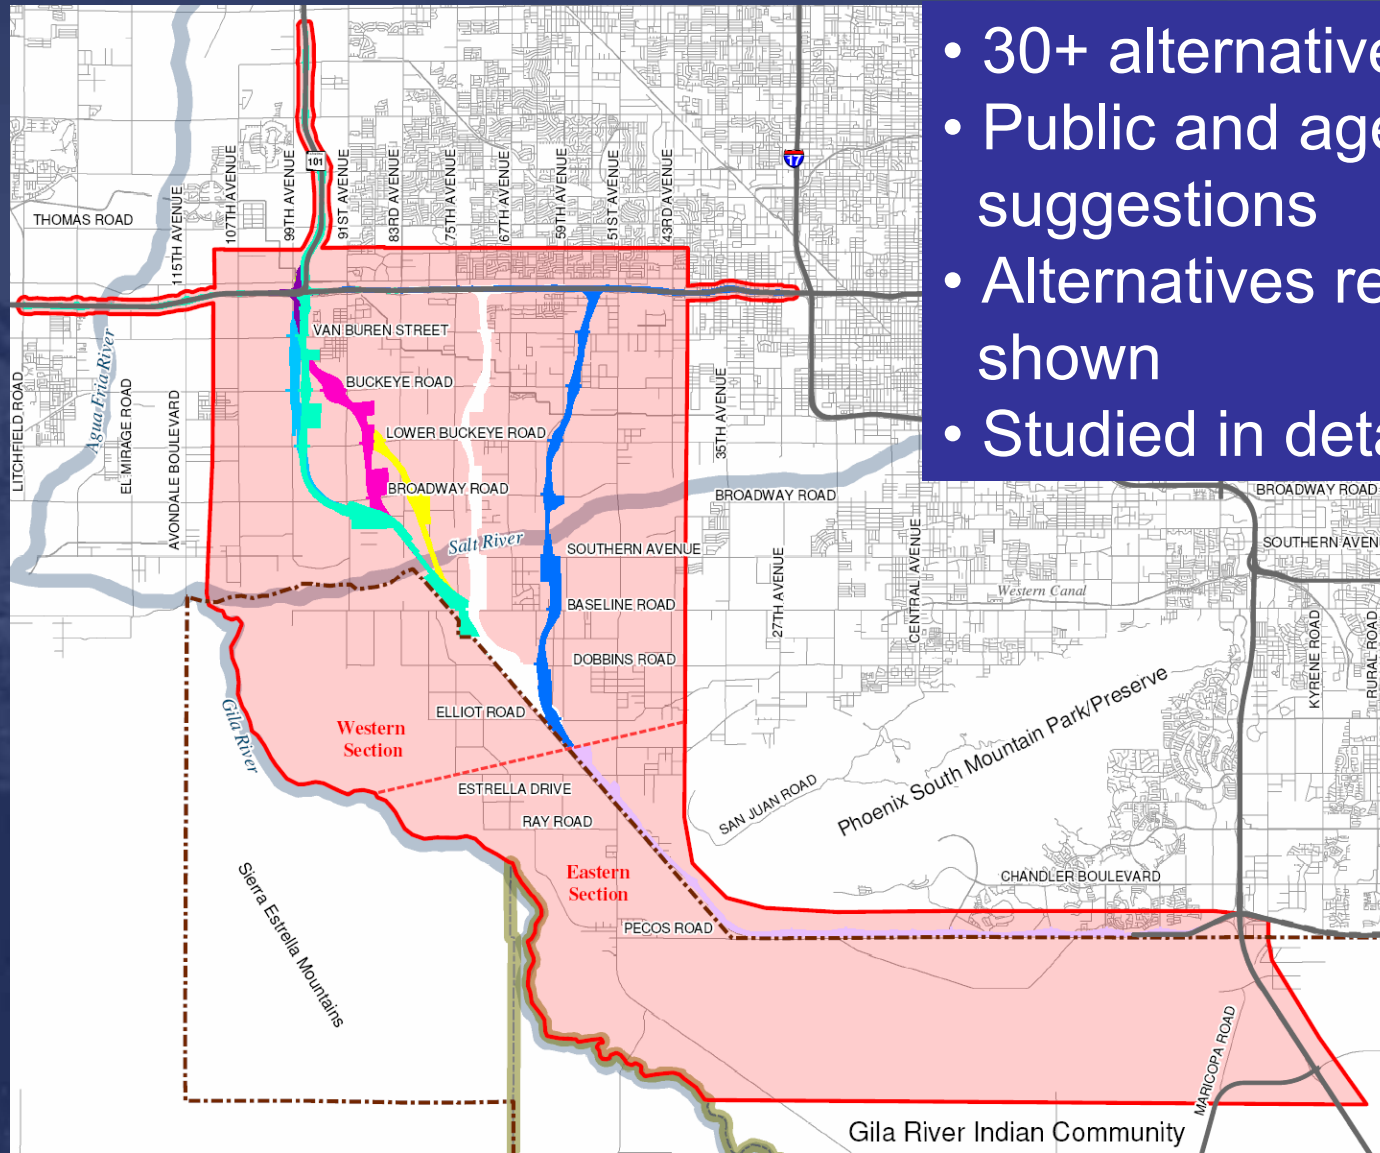 • 30+ alternative
• Public and age
suggestions
• Alternatives re
shown
• Studied in deta
101
17
THOMAS ROAD
115TH AVENUE
107TH AVENUE
99TH AVENUE
91ST AVENUE
83RD AVENUE
75TH AVENUE
67TH AVENUE
59TH AVENUE
51ST AVENUE
43RD AVENUE
VAN BUREN STREET
BUCKEYE ROAD
LOWER BUCKEYE ROAD
BROADWAY ROAD
LITCHFIELD ROAD
Agua Fria River
EL MIRAGE ROAD
AVONDALE BOULEVARD
35TH AVENUE
BROADWAY ROAD
BROADWAY ROAD
Salt River
SOUTHERN AVENUE
SOUTHERN AVEN
27TH AVENUE
CENTRAL AVENUE
Western Canal
BASELINE ROAD
KYRENE ROAD
RURAL ROAD
DOBBINS ROAD
Gila River
ELLIOT ROAD
Western
Section
Phoenix South Mountain Park/Preserve
SAN JUAN ROAD
ESTRELLA DRIVE
RAY ROAD
Eastern
Section
CHANDLER BOULEVARD
PECOS ROAD
Sierra Estrella Mountains
MARICOPA ROAD
Gila River Indian Community